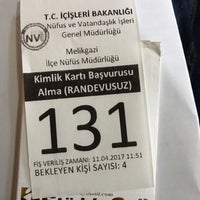 T.C. İÇİŞLERİ BAKANLIĞI
Nüfus ve Vatandaşlık İşleri
Genel Müdürlüğü
NVİ
Melikgazi
İlçe Nüfus Müdürlüğü
Kimlik Kartı Başvurusu
Alma (RANDEVUSUZ)
131
FİŞ VERİLİŞ ZAMANI: 11.04.2017 11:51
BEKLEYEN KİŞİ SAYISI: 4